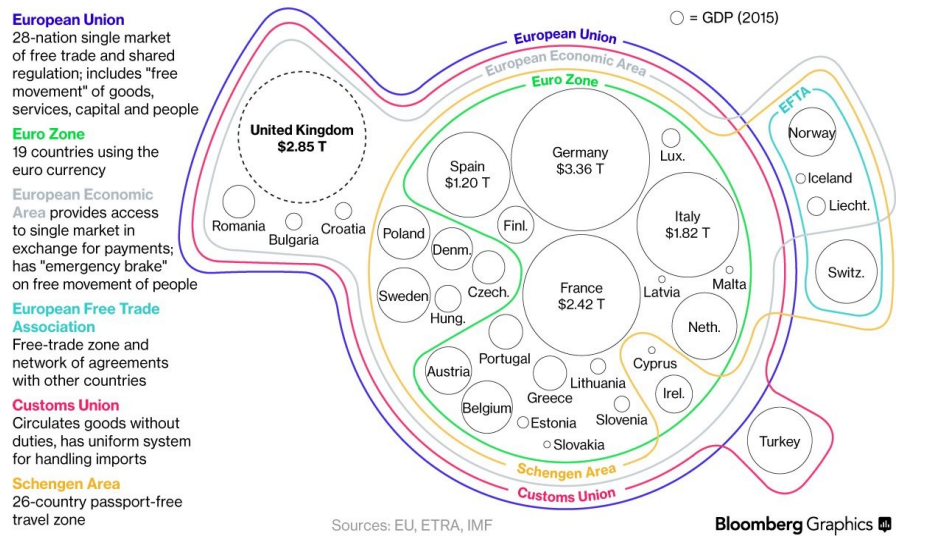 European Union
28-nation single market
of free trade and shared
regulation; includes "free
movement" of goods,
services, capital and people
Euro Zone
19 countries using the
euro currency
European Economic
Area provides access
to single market in
exchange for payments;
has "emergency brake"
on free movement of people
European Free Trade
Association
Free-trade zone and
network of agreements
with other countries
Customs Union
Circulates goods without
duties, has uniform system
for handling imports
Schengen Area
26-country passport-free
travel zone
= GDP (2015)
European Union
European Economic Area
Euro Zone
EFTA
United Kingdom
$2.85 T
Romania
Bulgaria
Croatia
Spain
$1.20 T
Germany
$3.36 T
Lux.
Norway
Iceland
Liecht.
Switz.
Poland
Denm.
Finl.
Italy
$1.82 T
Sweden
Czech.
Hung.
France
$2.42 T
Latvia
Malta
Neth.
Portugal
Cyprus
Austria
Greece
Lithuania
Irel.
Belgium
Estonia
Slovenia
Slovakia
Turkey
Schengen Area
Customs Union
Sources: EU, ETRA, IMF
Bloomberg Graphics